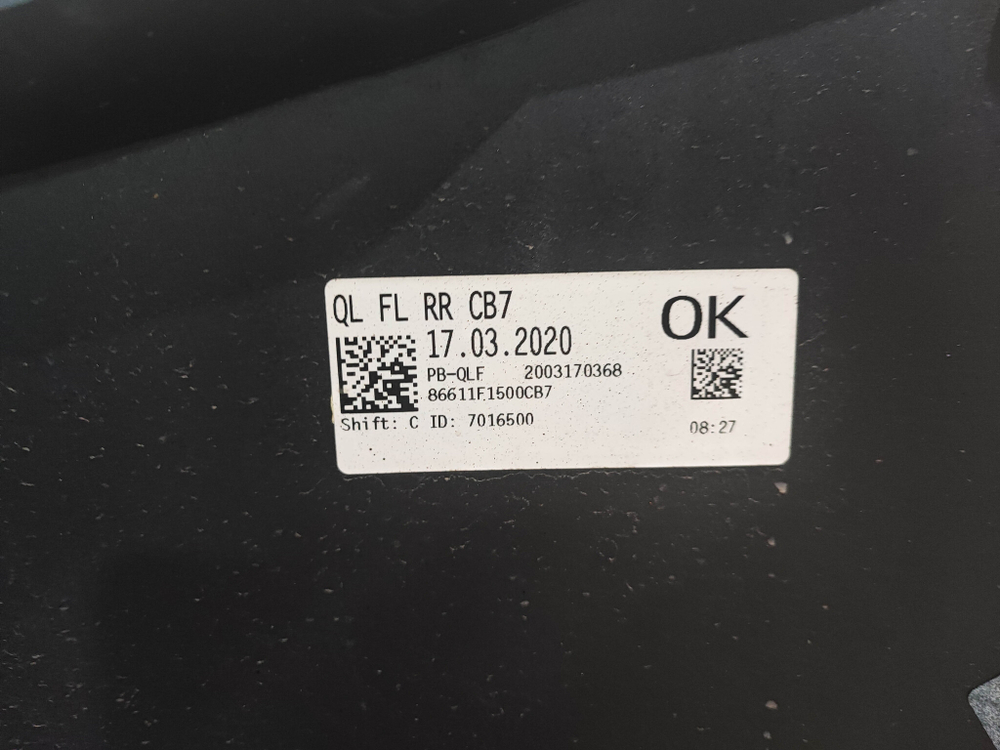 QL FL RR CB7
OK
17.03.2020
PB-QLF 2003170368
86611F1500CB7
Shift: C ID: 7016500
08:27